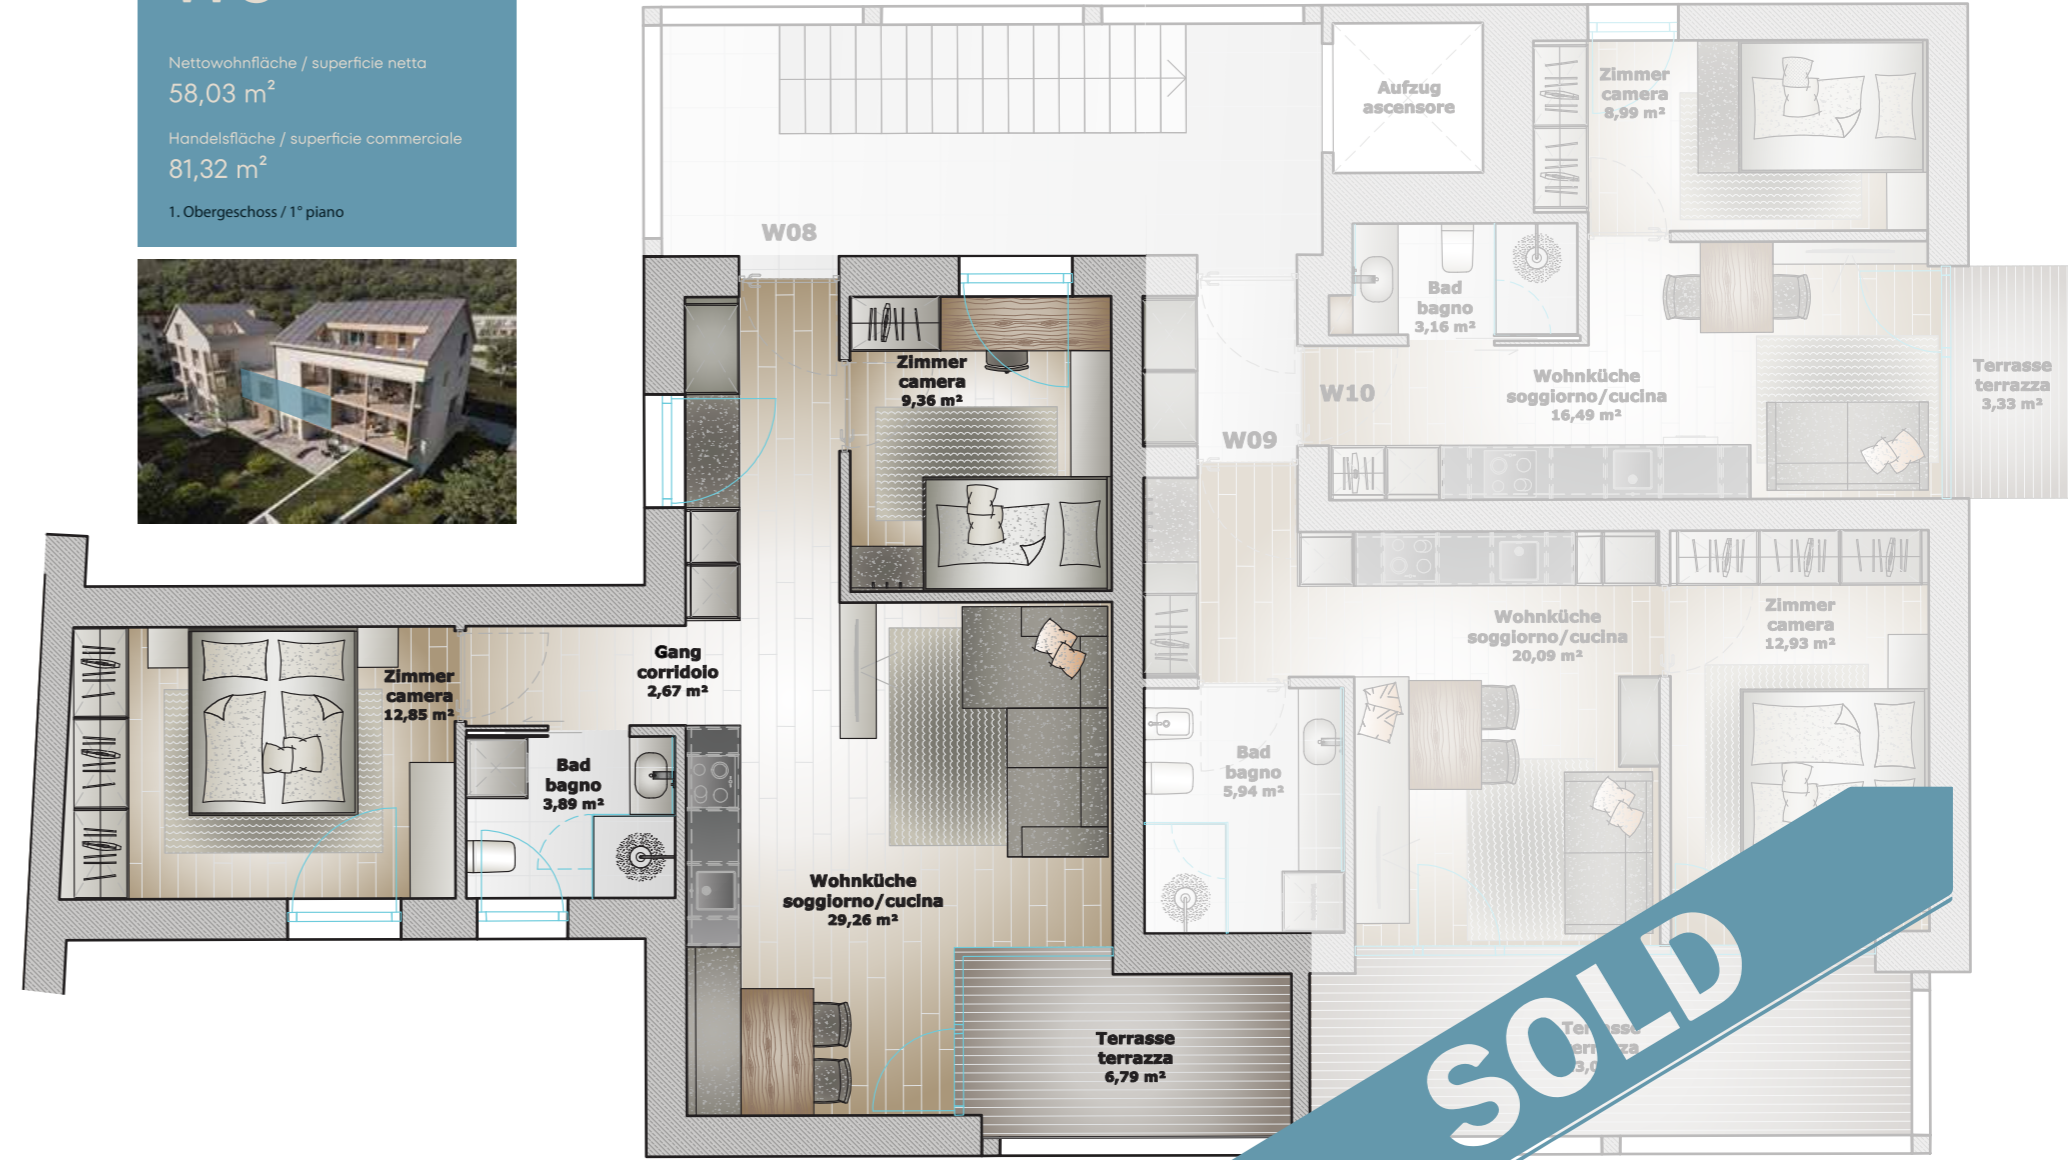 Nettowohnfläche / superficie netta
58,03 m²
Handelsfläche / superficie commerciale
81,32 m²
1. Obergeschoss / 1° piano
W08
Aufzug
ascensore
Zimmer
camera
8,99 m²
Bad
bagno
3,16 m²
Zimmer
camera
9,36 m²
W10
Wohnküche
soggiorno/cucina
16,49 m²
Terrasse
terrazza
3,33 m²
W09
Gang
corridoio
2,67 m²
Zimmer
camera
12,85 m²
Wohnküche
soggiorno/cucina
20,09 m²
Zimmer
camera
12,93 m²
Bad
bagno
3,89 m²
Bad
bagno
5,94 m²
Wohnküche
soggiorno/cucina
29,26 m²
Terrasse
terrazza
6,79 m²
SOLD